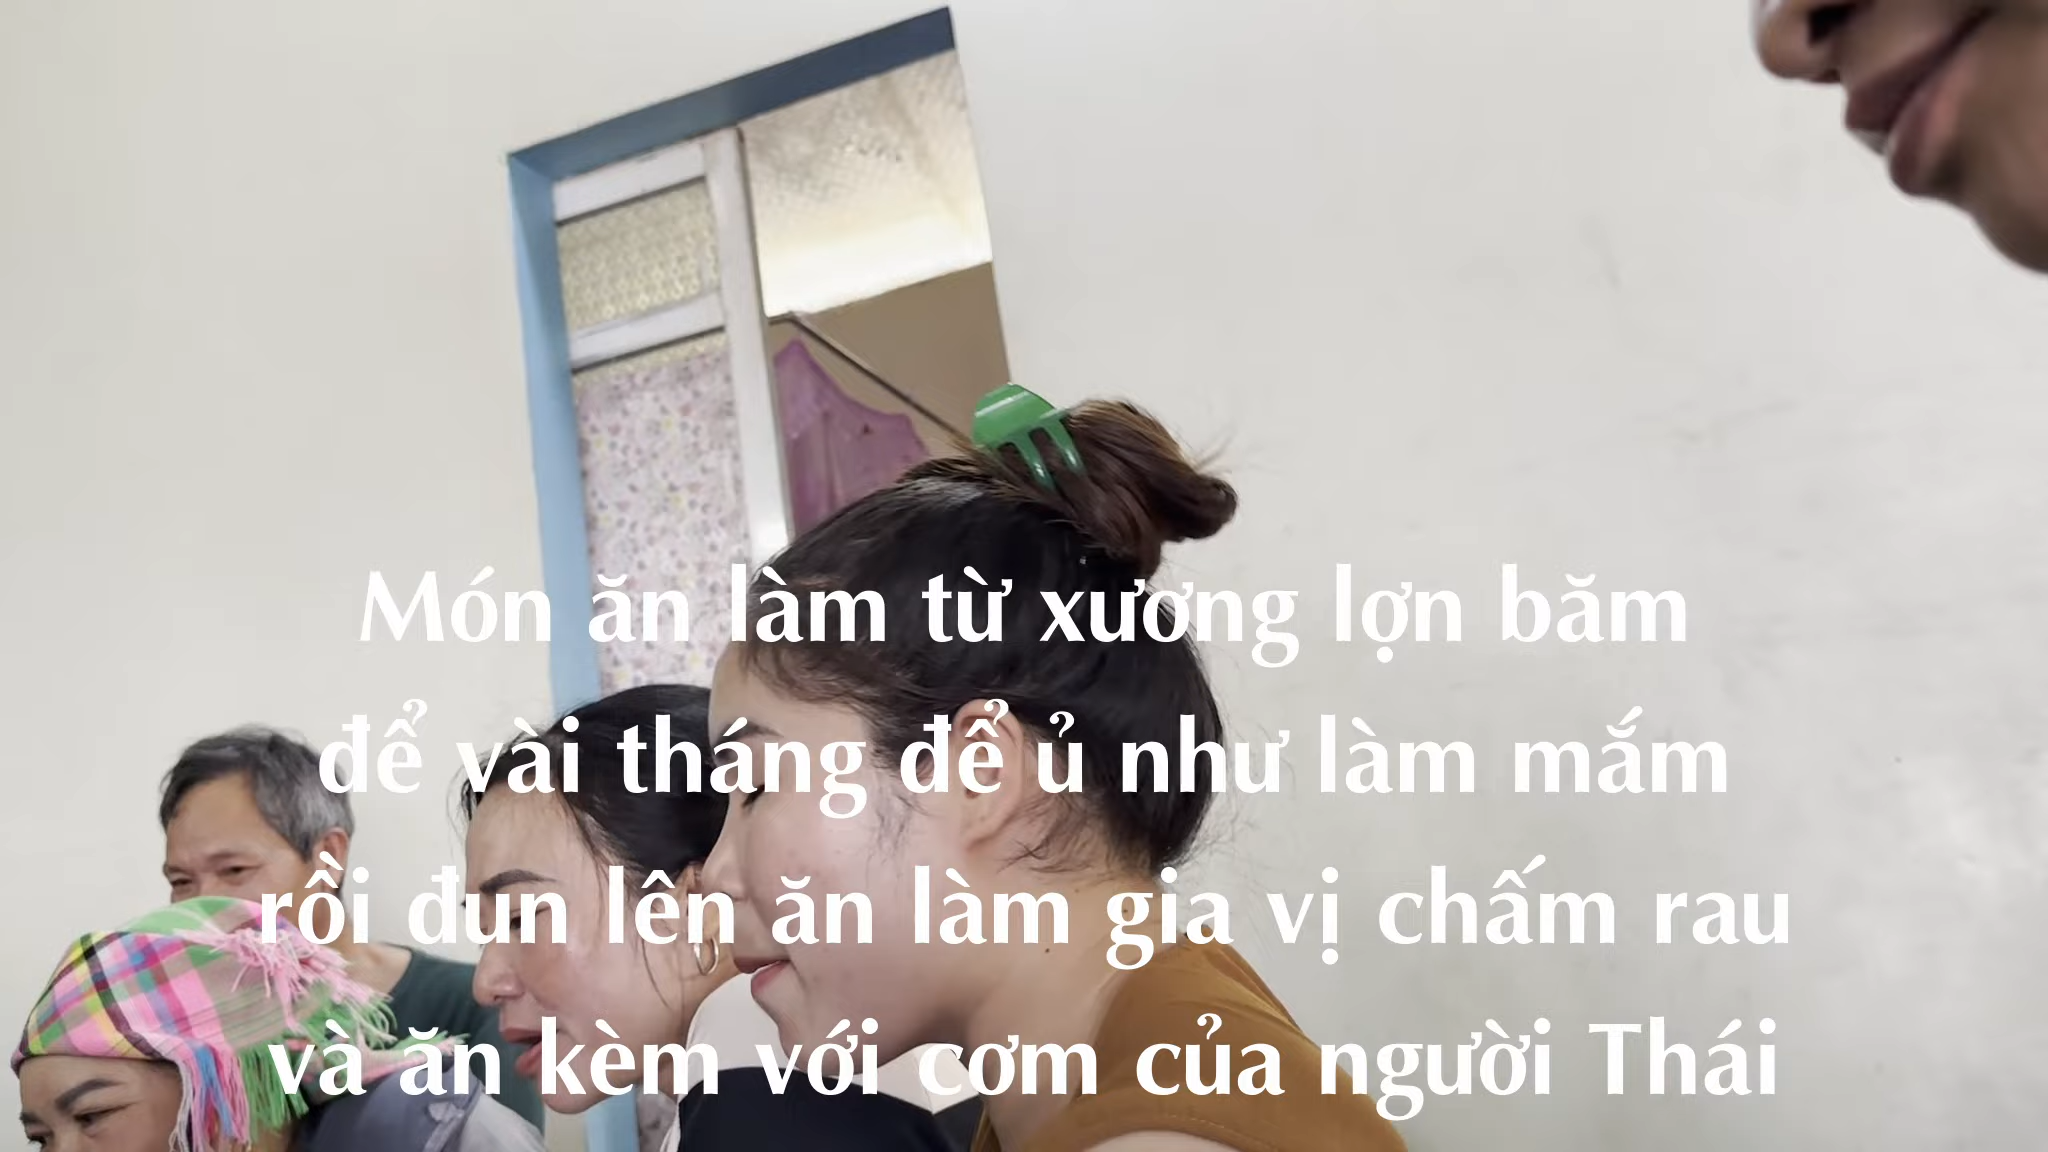 Món ăn làm từ xương lợn băm
để vài tháng để ủ như làm mắm
rồi đun lên ăn làm gia vị chấm rau
và ăn kèm với cơm của người Thái